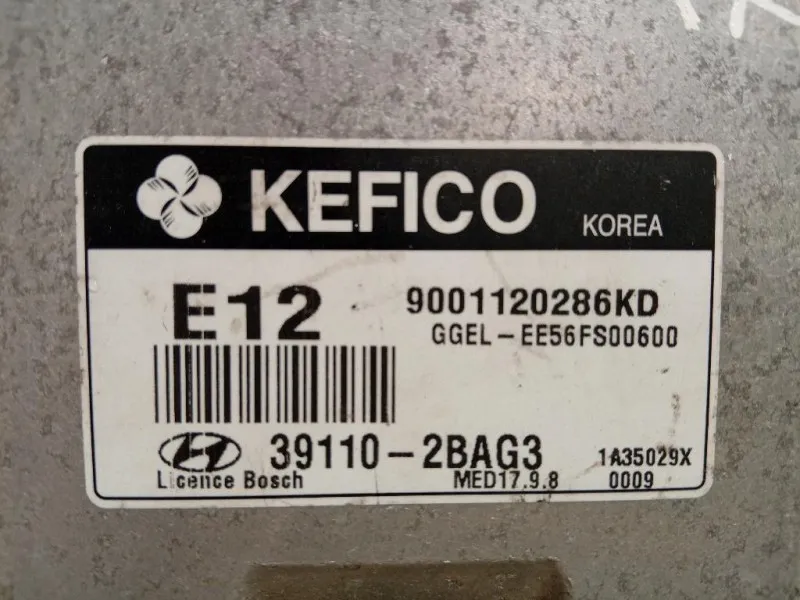 KEFICO KOREA
E12 9001120286KD
GGEL-EE56FS00600
39110-2BAG3 1A35029X
Licence Bosch MED17.9.8 0009